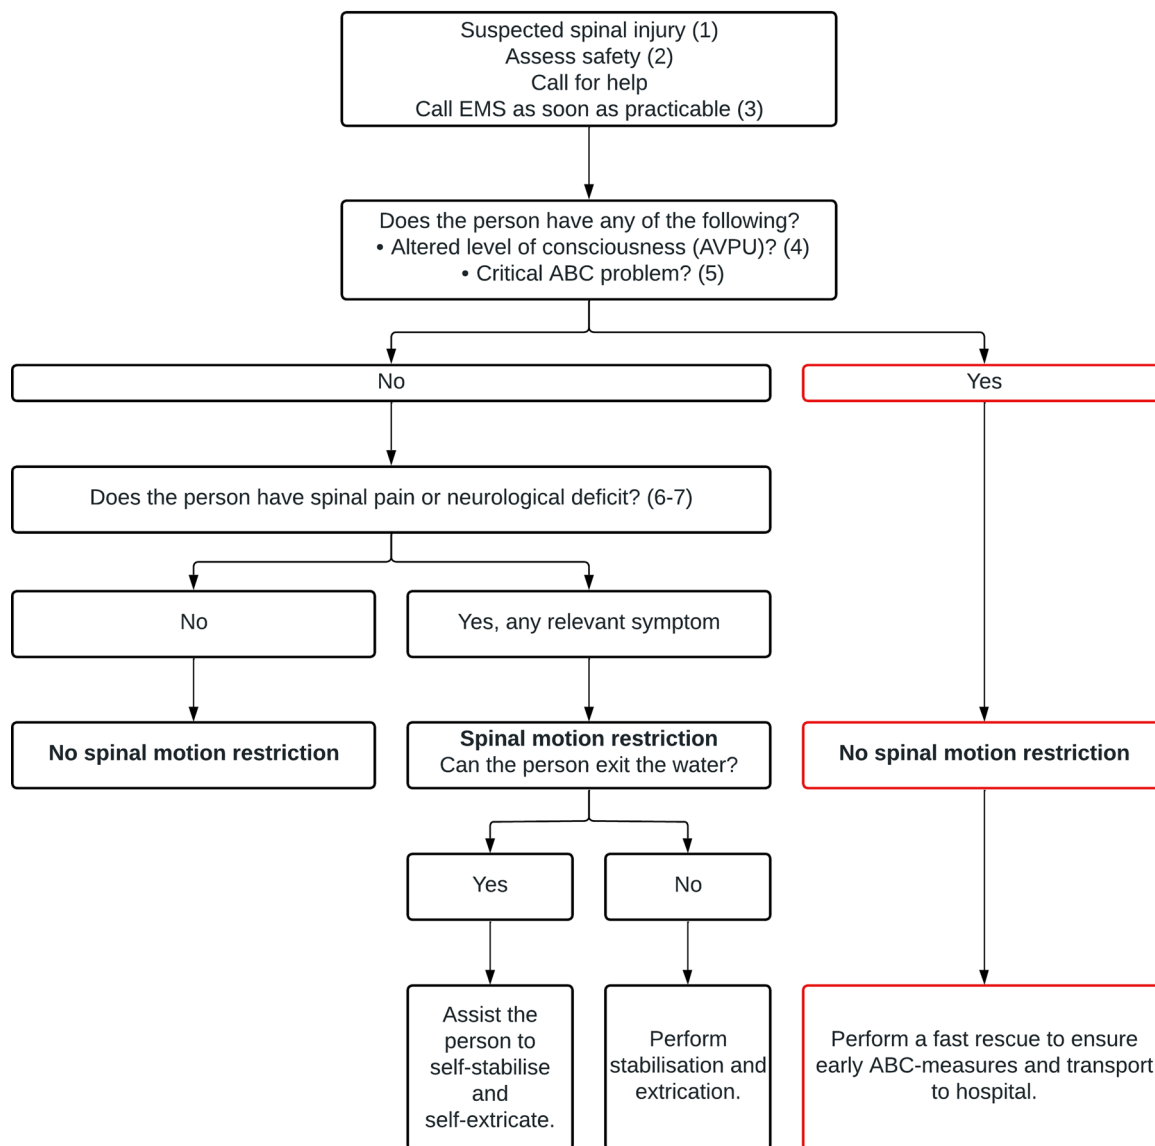 Suspected spinal injury (1)
Assess safety (2)
Call for help
Call EMS as soon as practicable (3)
Does the person have any of the following?
• Altered level of consciousness (AVPU)? (4)
• Critical ABC problem? (5)
No
Yes
Does the person have spinal pain or neurological deficit? (6-7)
No
Yes, any relevant symptom
No spinal motion restriction
Spinal motion restriction
Can the person exit the water?
No spinal motion restriction
Yes
No
Assist the
person to
self-stabilise
and
self-extricate.
Perform
stabilisation and
extrication.
Perform a fast rescue to ensure
early ABC-measures and transport
to hospital.